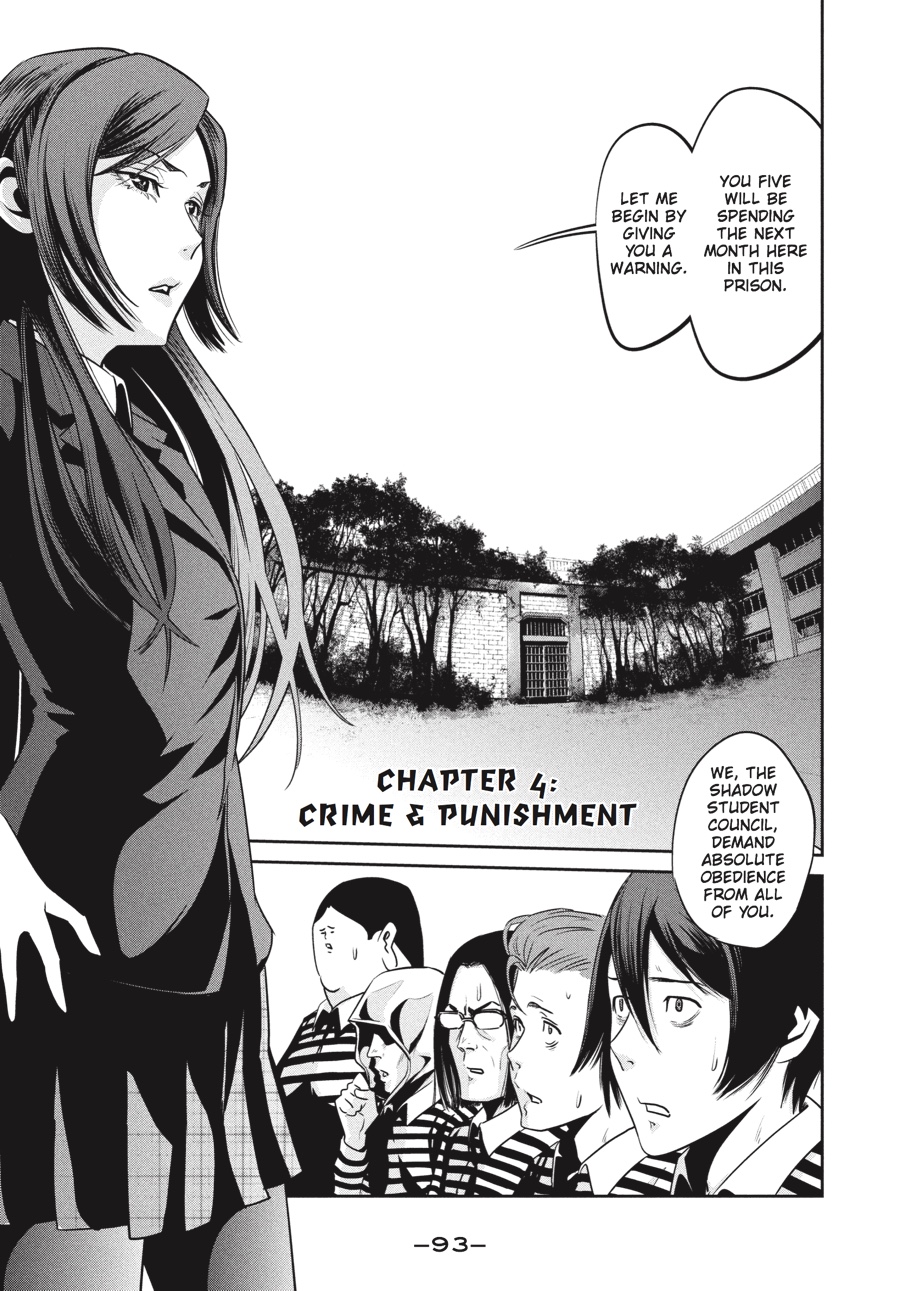 YOU FIVE
WILL BE
SPENDING
THE NEXT
MONTH HERE
IN THIS
PRISON.
LET ME
BEGIN BY
GIVING
YOU A
WARNING.
CHAPTER 4:
CRIME & PUNISHMENT
WE, THE
SHADOW
STUDENT
COUNCIL,
DEMAND
ABSOLUTE
OBEDIENCE
FROM ALL
OF YOU.
—93—